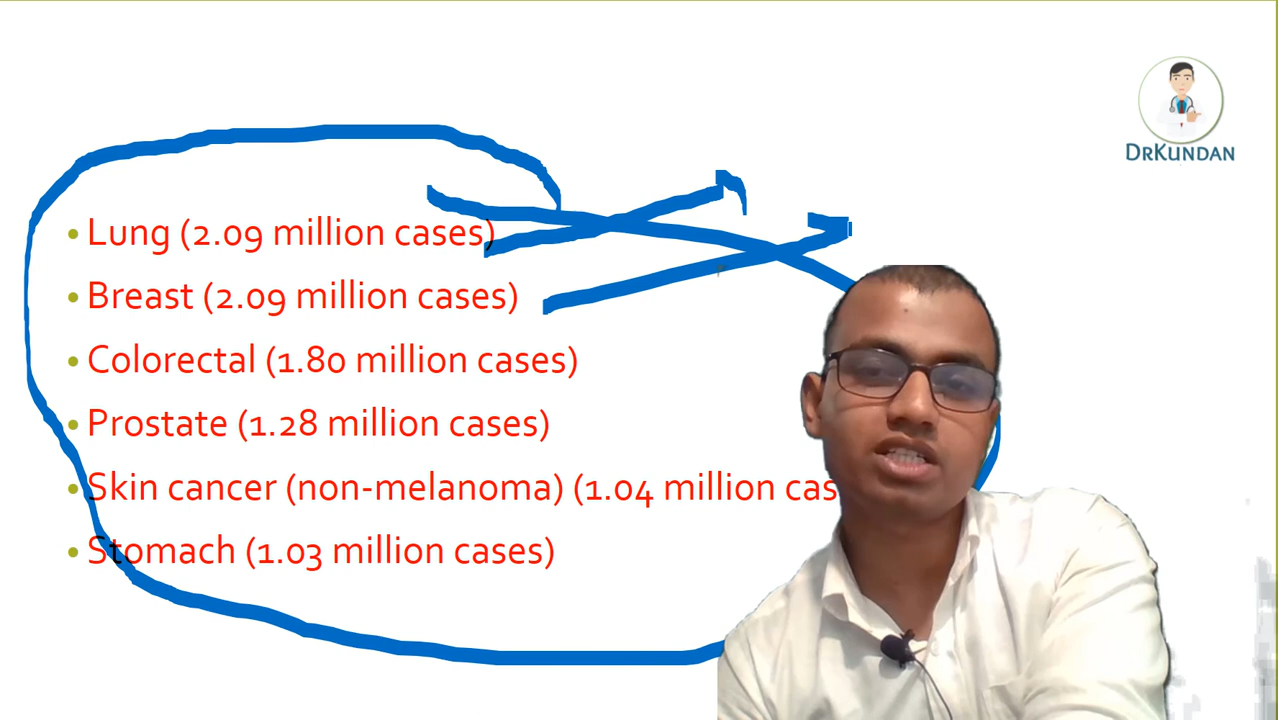 DRKUNDAN
• Lung (2.09 million cases)
• Breast (2.09 million cases)
• Colorectal (1.80 million cases)
• Prostate (1.28 million cases)
• Skin cancer (non-melanoma) (1.04 million cas
• Stomach (1.03 million cases)